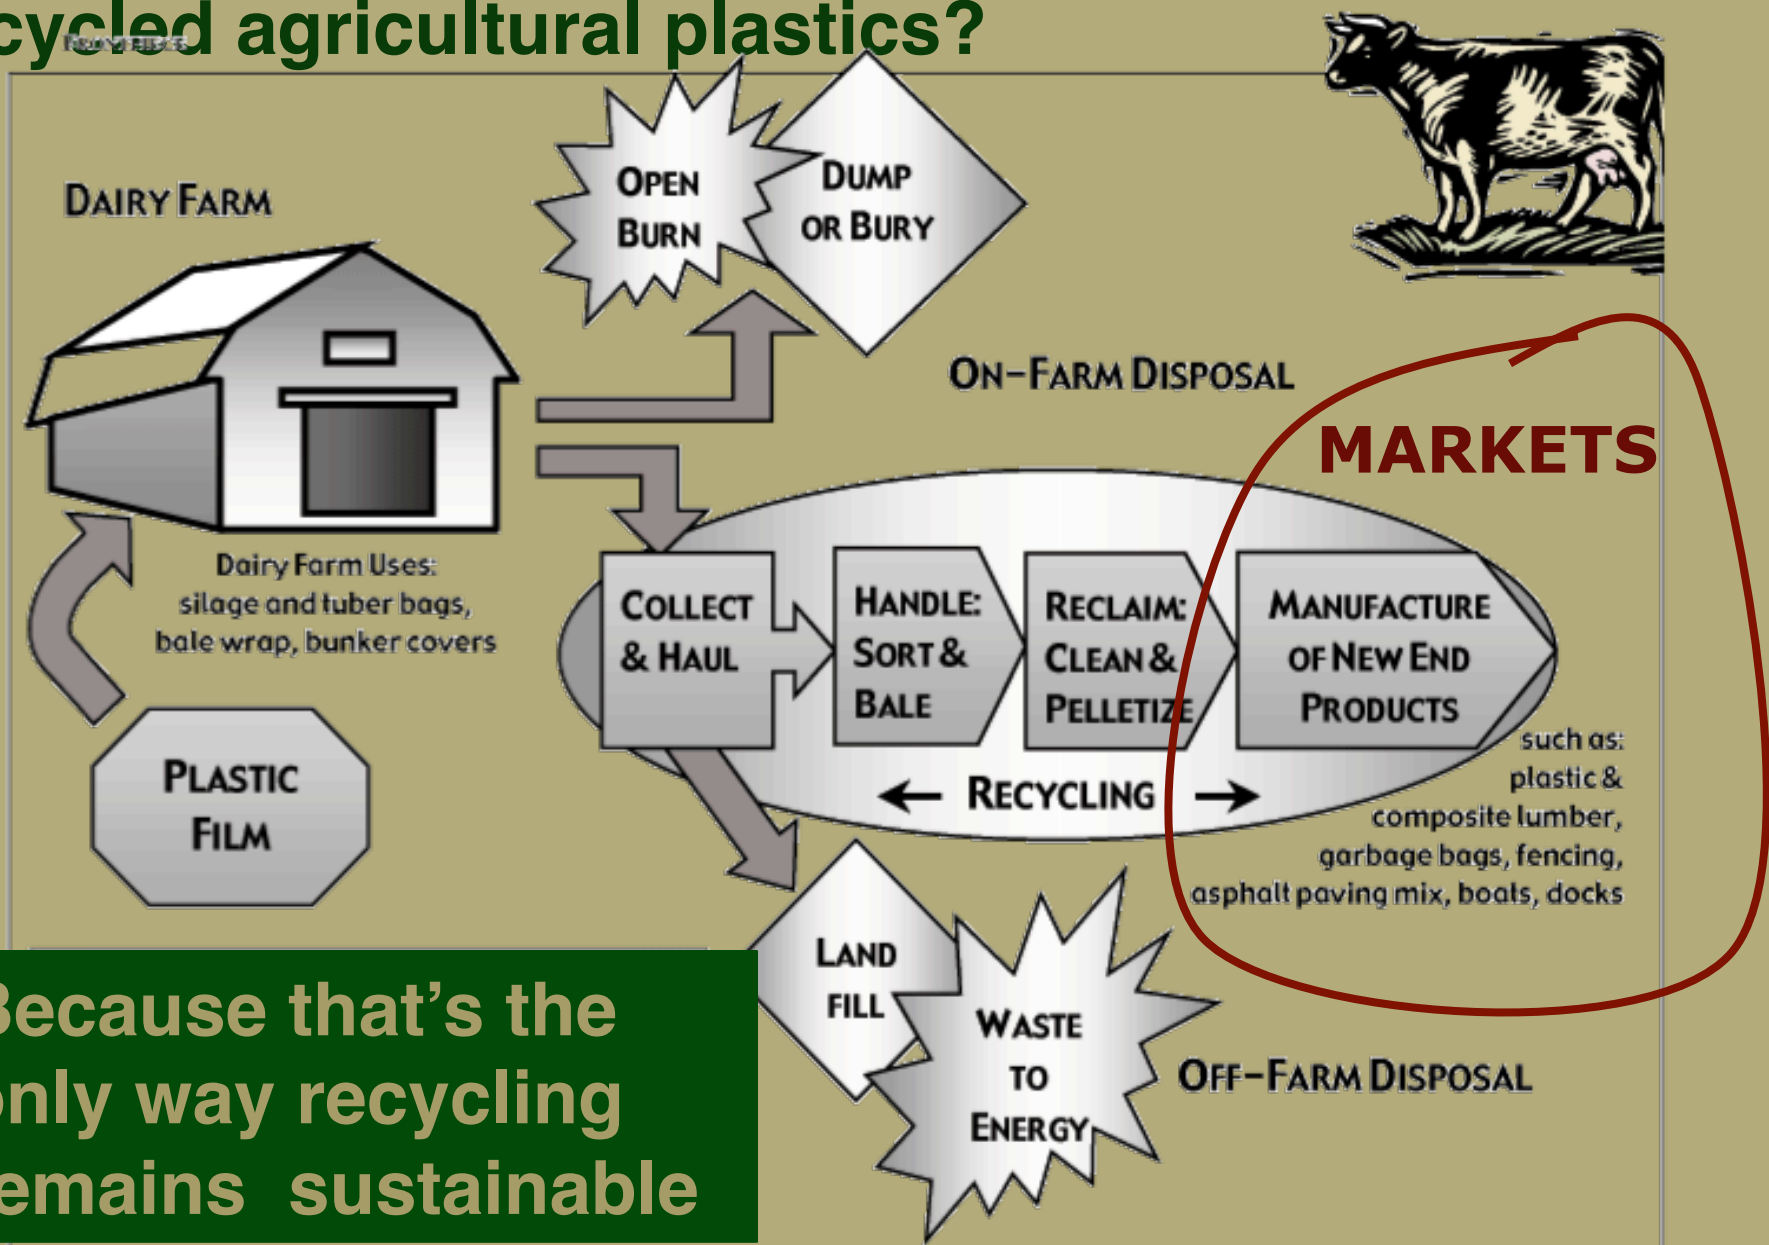 cycled agricultural plastics?
DAIRY FARM
OPEN
BURN
DUMP
OR BURY
ON-FARM DISPOSAL
MARKETS
Dairy Farm Uses:
silage and tuber bags,
bale wrap, bunker covers
PLASTIC
FILM
COLLECT
& HAUL
HANDLE:
SORT &
BALE
RECLAIM:
CLEAN &
PELLETIZE
MANUFACTURE
OF NEW END
PRODUCTS
← RECYCLING →
such as:
plastic &
composite lumber,
garbage bags, fencing,
asphalt paving mix, boats, docks
LAND
FILL
WASTE
TO
ENERGY
OFF-FARM DISPOSAL
Because that’s the
only way recycling
remains sustainable